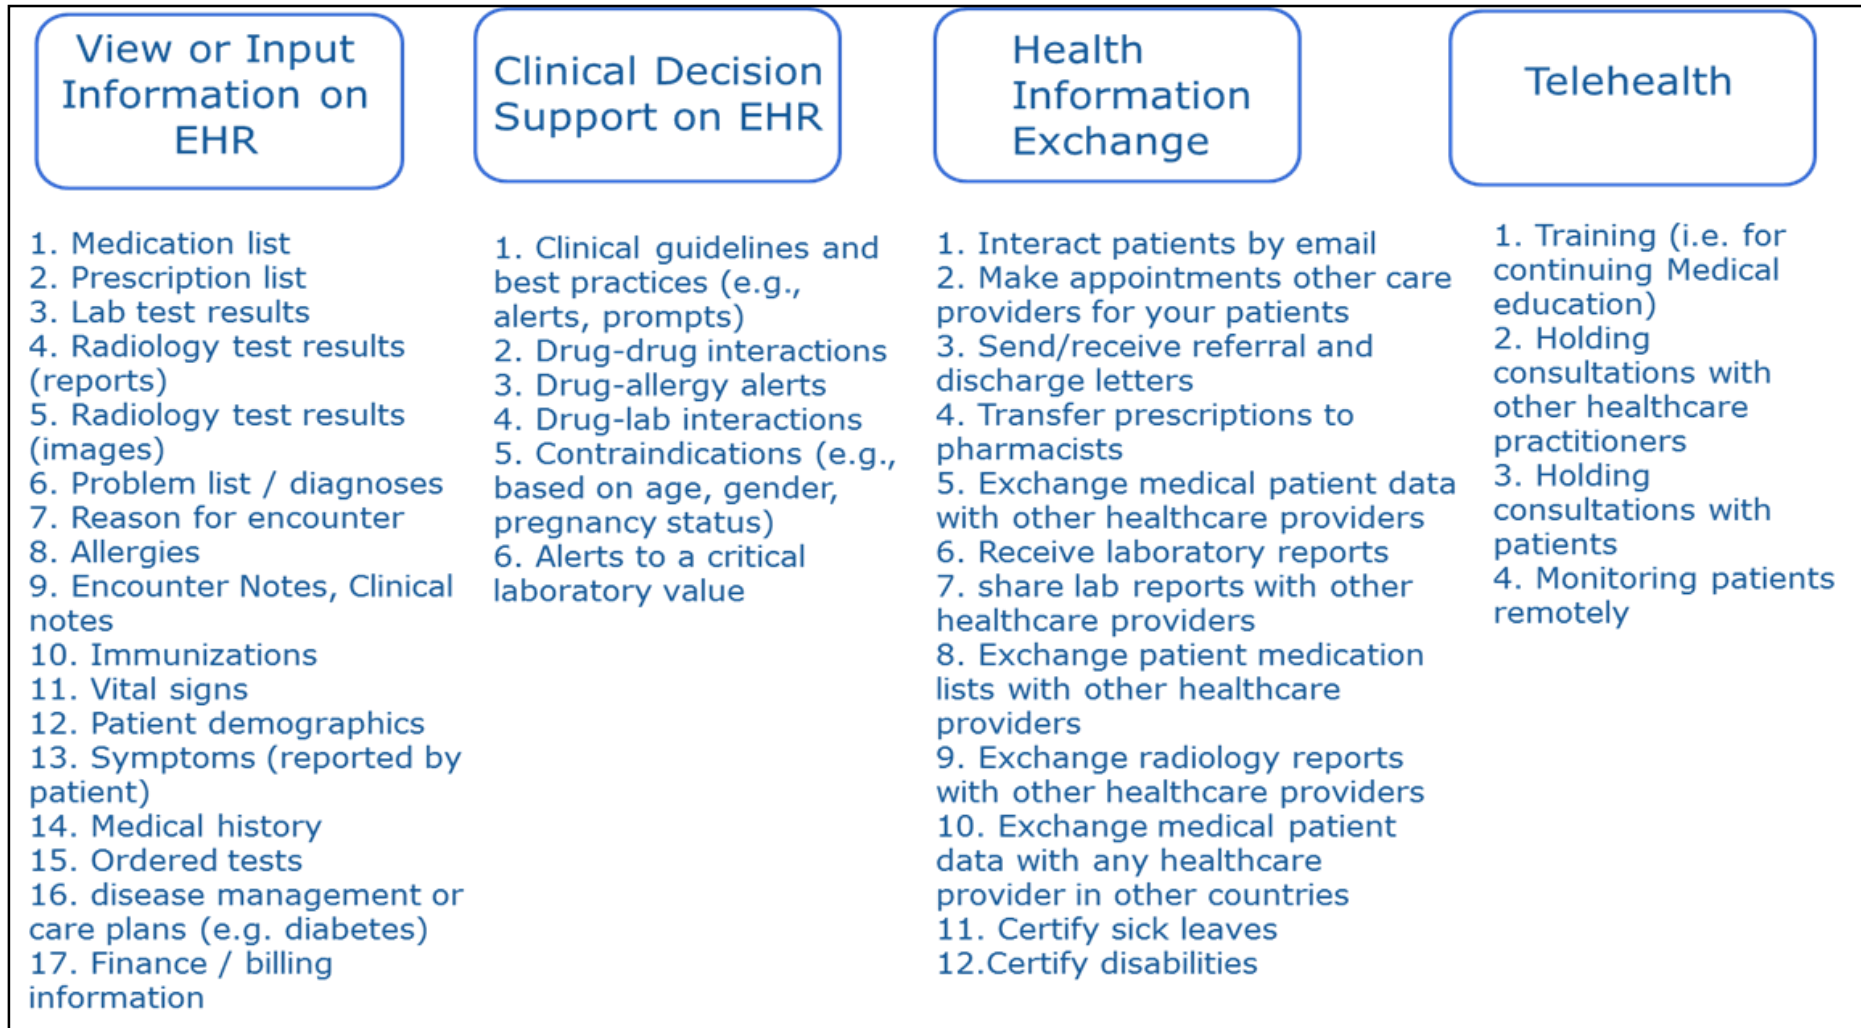 View or Input
Information on
EHR
1. Medication list
2. Prescription list
3. Lab test results
4. Radiology test results
(reports)
5. Radiology test results
(images)
6. Problem list / diagnoses
7. Reason for encounter
8. Allergies
9. Encounter Notes, Clinical
notes
10. Immunizations
11. Vital signs
12. Patient demographics
13. Symptoms (reported by
patient)
14. Medical history
15. Ordered tests
16. disease management or
care plans (e.g. diabetes)
17. Finance / billing
information
Clinical Decision
Support on EHR
1. Clinical guidelines and
best practices (e.g.,
alerts, prompts)
2. Drug-drug interactions
3. Drug-allergy alerts
4. Drug-lab interactions
5. Contraindications (e.g.,
based on age, gender,
pregnancy status)
6. Alerts to a critical
laboratory value
Health
Information
Exchange
1. Interact patients by email
2. Make appointments other care
providers for your patients
3. Send/receive referral and
discharge letters
4. Transfer prescriptions to
pharmacists
5. Exchange medical patient data
with other healthcare providers
6. Receive laboratory reports
7. share lab reports with other
healthcare providers
8. Exchange patient medication
lists with other healthcare
providers
9. Exchange radiology reports
with other healthcare providers
10. Exchange medical patient
data with any healthcare
provider in other countries
11. Certify sick leaves
12.Certify disabilities
Telehealth
1. Training (i.e. for
continuing Medical
education)
2. Holding
consultations with
other healthcare
practitioners
3. Holding
consultations with
patients
4. Monitoring patients
remotely